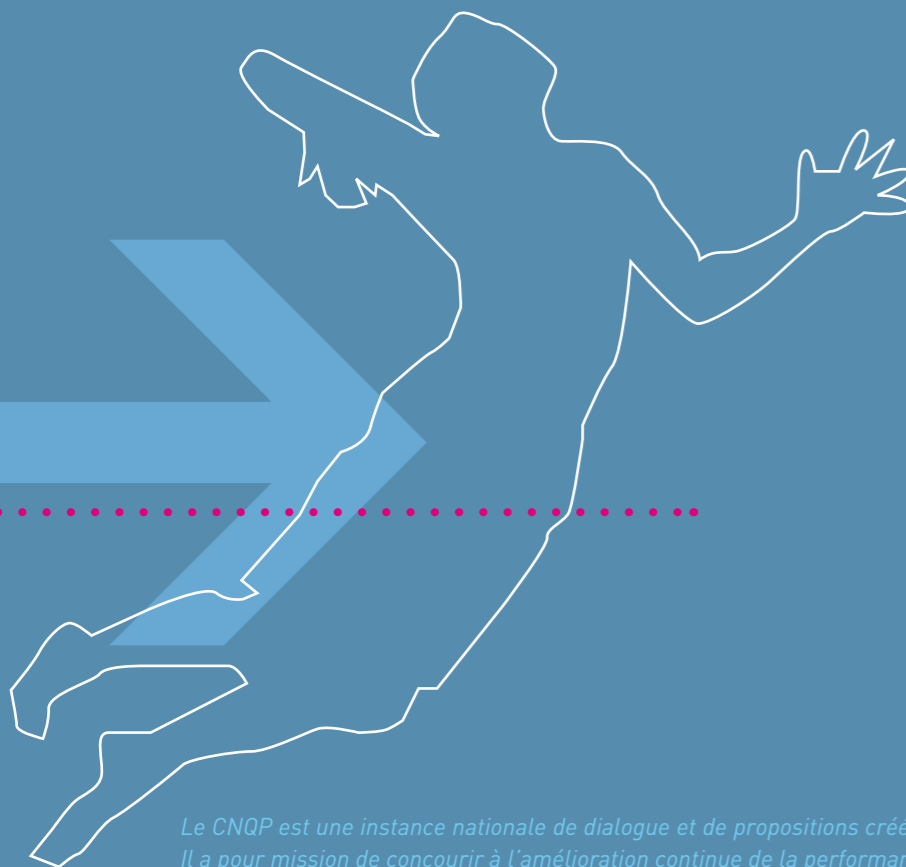 Le CNQP est une instance nationale de dialogue et de propositions créé
Il a pour mission de concourir à l'amélioration continue de la performa